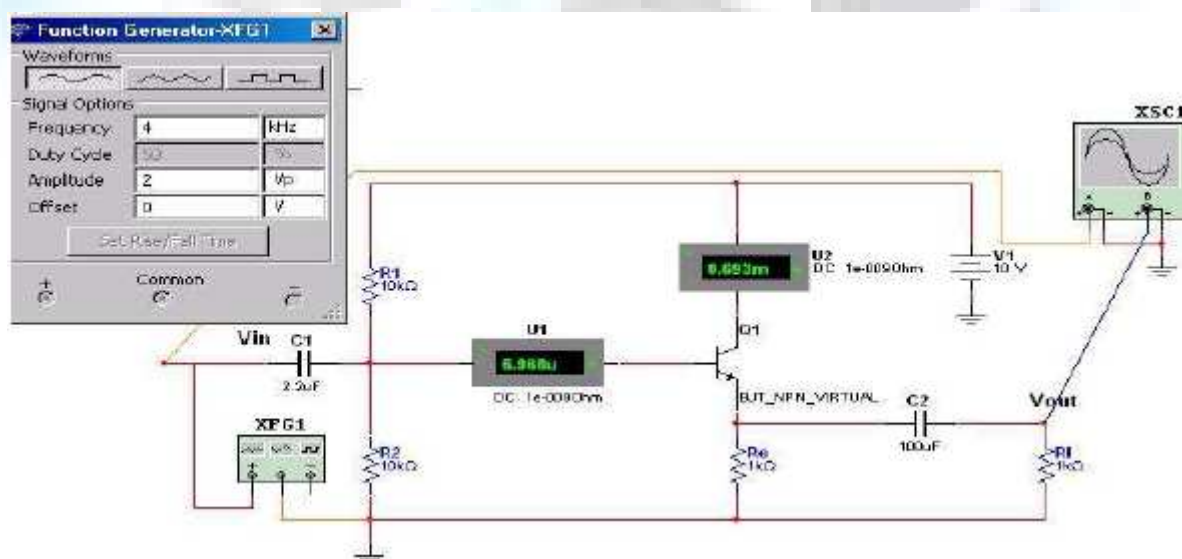 Function Generator-XFG1
Waveforms
Signal Options
Frequency 4 kHz
Duty Cycle 50 %
Amplitude 2 Vp
Offset 0 V
Set Rise/Fall Time
+ Common -
XSC1
A B
R1
10kΩ
U2
DC 1e-009Ohm
V1
10 V
Vin C1
2.2uF
U1
DC 1e-009Ohm
Q1
BJT_NPN_VIRTUAL
C2
100uF
Vout
XFG1
R2
10kΩ
Re
1kΩ
Rl
1kΩ